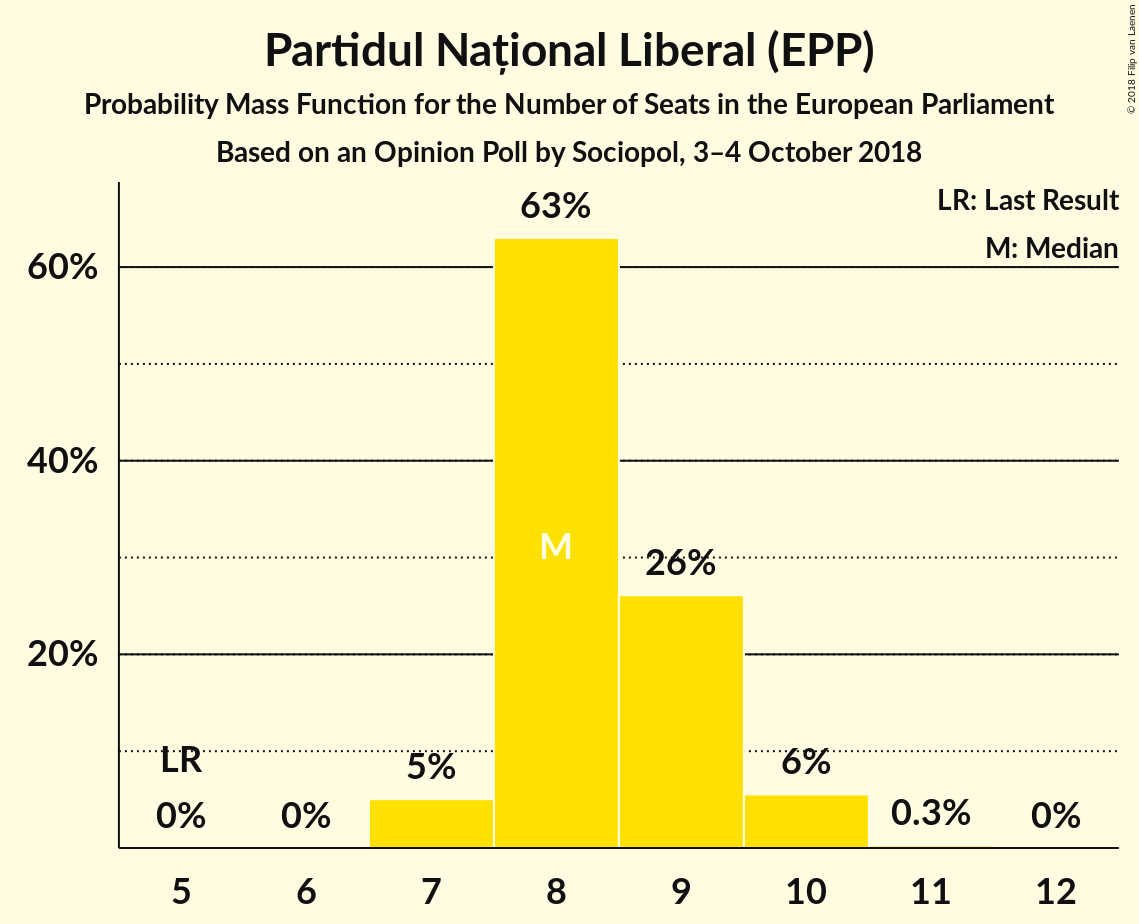 Partidul Național Liberal (EPP)
Probability Mass Function for the Number of Seats in the European Parliament
Based on an Opinion Poll by Sociopol, 3–4 October 2018
© 2018 Filip van Laenen
LR: Last Result
M: Median
63%
60%
40%
M
26%
20%
LR
5%
6%
0%
0%
0.3%
0%
5 6 7 8 9 10 11 12